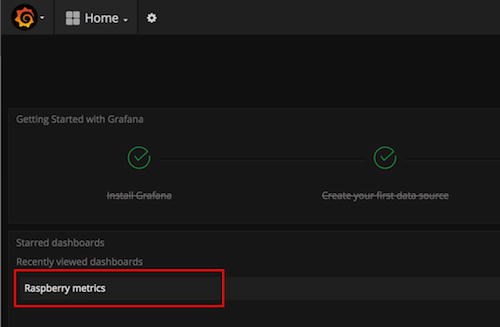 Home
Getting Started with Grafana
Install Grafana
Create your first data source
Starred dashboards
Recently viewed dashboards
Raspberry metrics